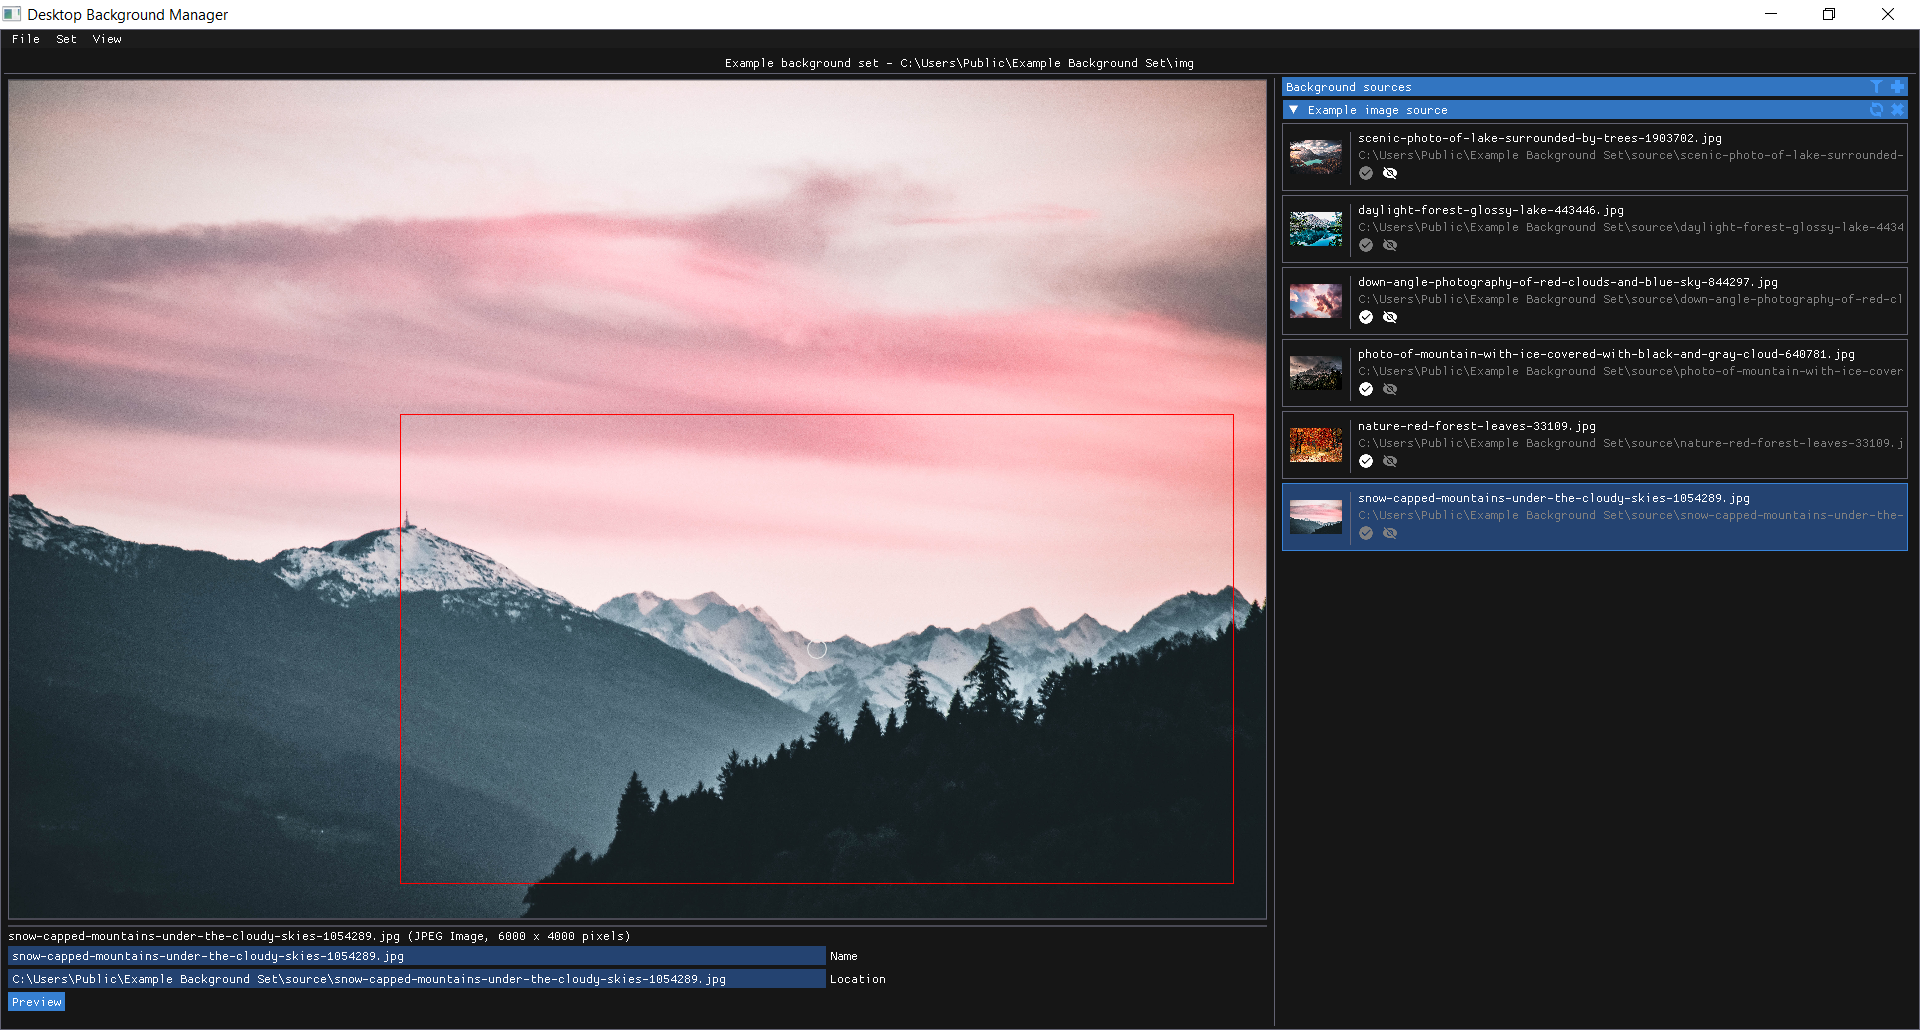 Desktop Background Manager
File Set View
Example background set - C:\Users\Public\Example Background Set\img
Background sources
Example image source
scenic-photo-of-lake-surrounded-by-trees-1903702.jpg
C:\Users\Public\Example Background Set\source\scenic-photo-of-lake-surrounded-
daylight-forest-glossy-lake-443446.jpg
C:\Users\Public\Example Background Set\source\daylight-forest-glossy-lake-4434
down-angle-photography-of-red-clouds-and-blue-sky-844297.jpg
C:\Users\Public\Example Background Set\source\down-angle-photography-of-red-cl
photo-of-mountain-with-ice-covered-with-black-and-gray-cloud-640781.jpg
C:\Users\Public\Example Background Set\source\photo-of-mountain-with-ice-cover
nature-red-forest-leaves-33109.jpg
C:\Users\Public\Example Background Set\source\nature-red-forest-leaves-33109.j
snow-capped-mountains-under-the-cloudy-skies-1054289.jpg
C:\Users\Public\Example Background Set\source\snow-capped-mountains-under-the-
snow-capped-mountains-under-the-cloudy-skies-1054289.jpg (JPEG Image, 6000 x 4000 pixels)
snow-capped-mountains-under-the-cloudy-skies-1054289.jpg Name
C:\Users\Public\Example Background Set\source\snow-capped-mountains-under-the-cloudy-skies-1054289.jpg Location
Preview